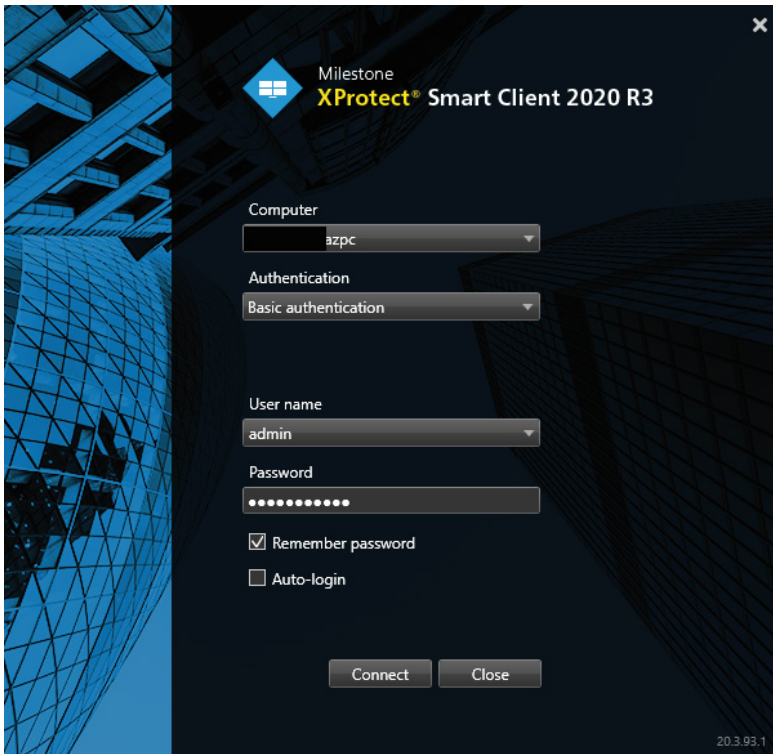 Milestone
XProtect® Smart Client 2020 R3
Computer
azpc
Authentication
Basic authentication
User name
admin
Password
•••••••••••
Remember password
Auto-login
Connect
Close
20.3.93.1